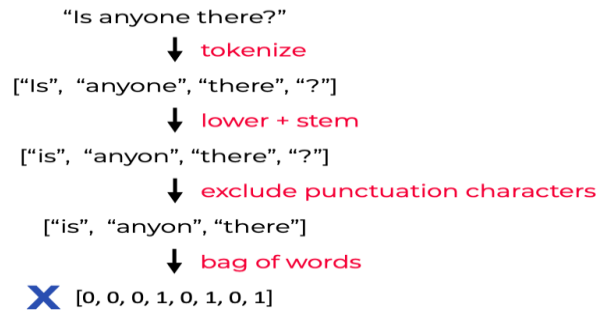 “Is anyone there?”
tokenize
[“Is”, “anyone”, “there”, “?”]
lower + stem
[“is”, “anyon”, “there”, “?”]
exclude punctuation characters
[“is”, “anyon”, “there”]
bag of words
X [0, 0, 0, 1, 0, 1, 0, 1]